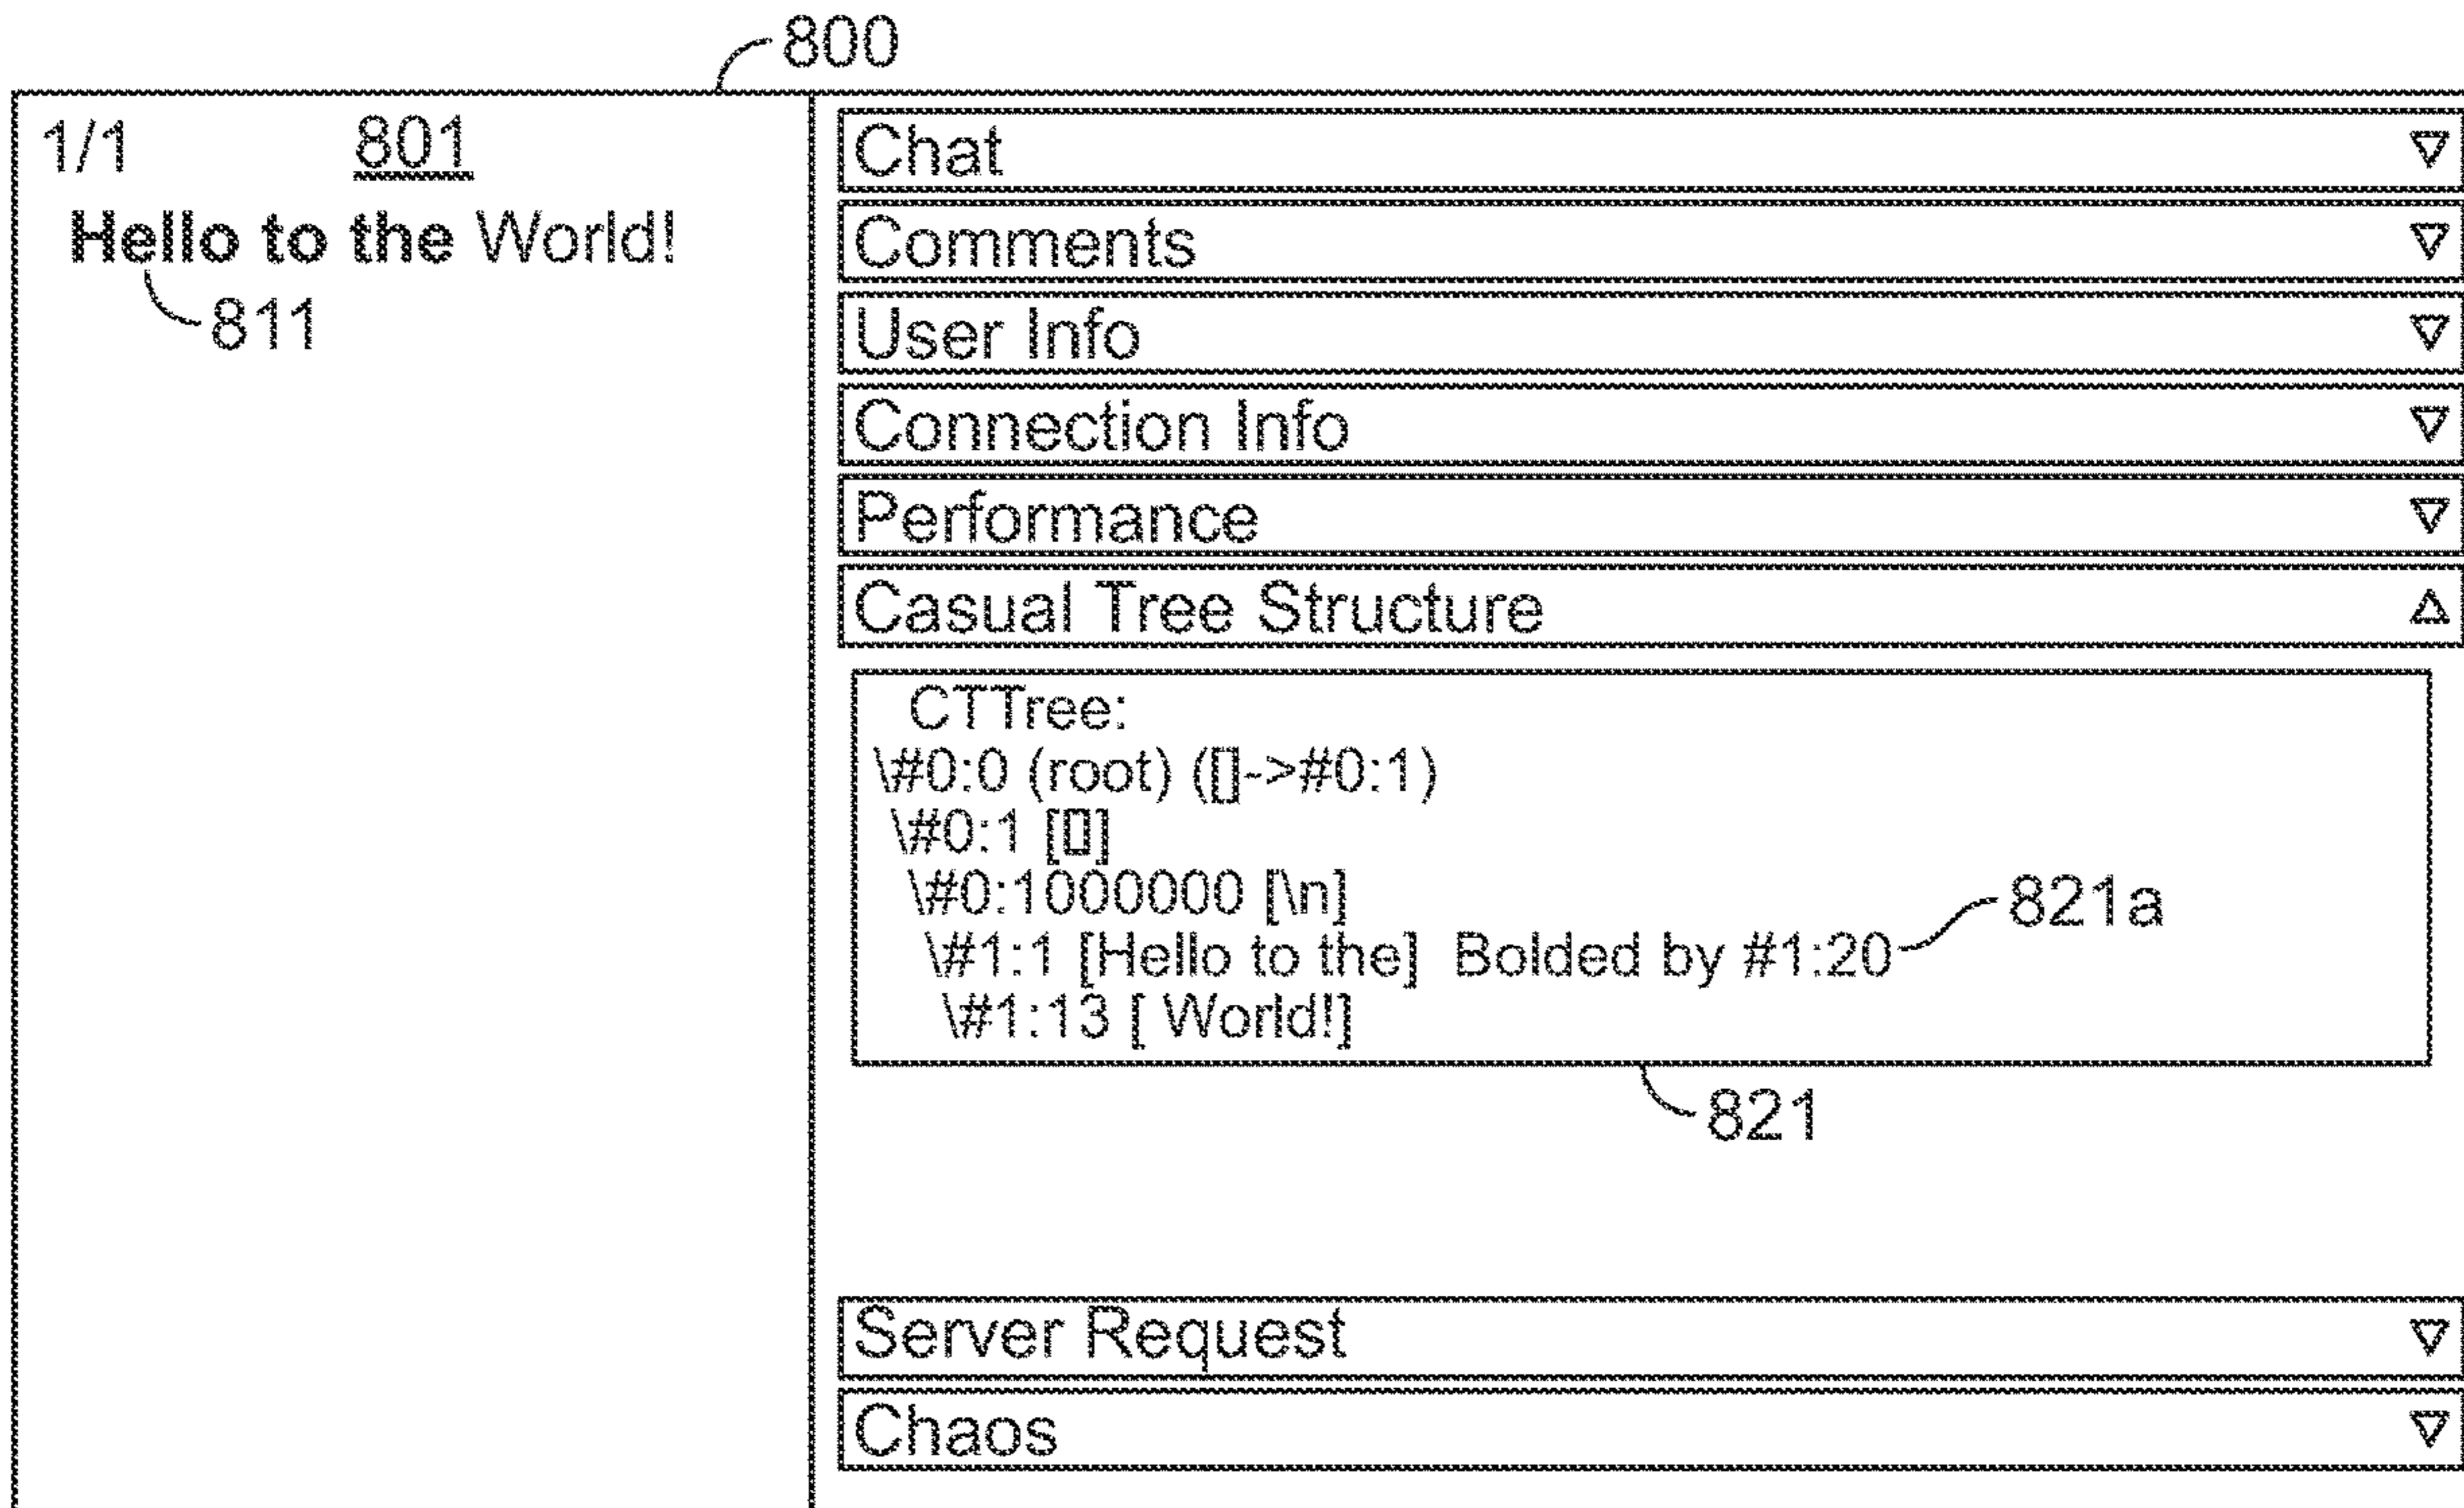 800
1/1 801
Hello to the World!
811
Chat
Comments
User Info
Connection Info
Performance
Casual Tree Structure
CTTree:
\#0:0 (root) ([]->#0:1)
\#0:1 [▯]
\#0:1000000 [\n]
821a
\#1:1 [Hello to the] Bolded by #1:20
\#1:13 [ World!]
821
Server Request
Chaos